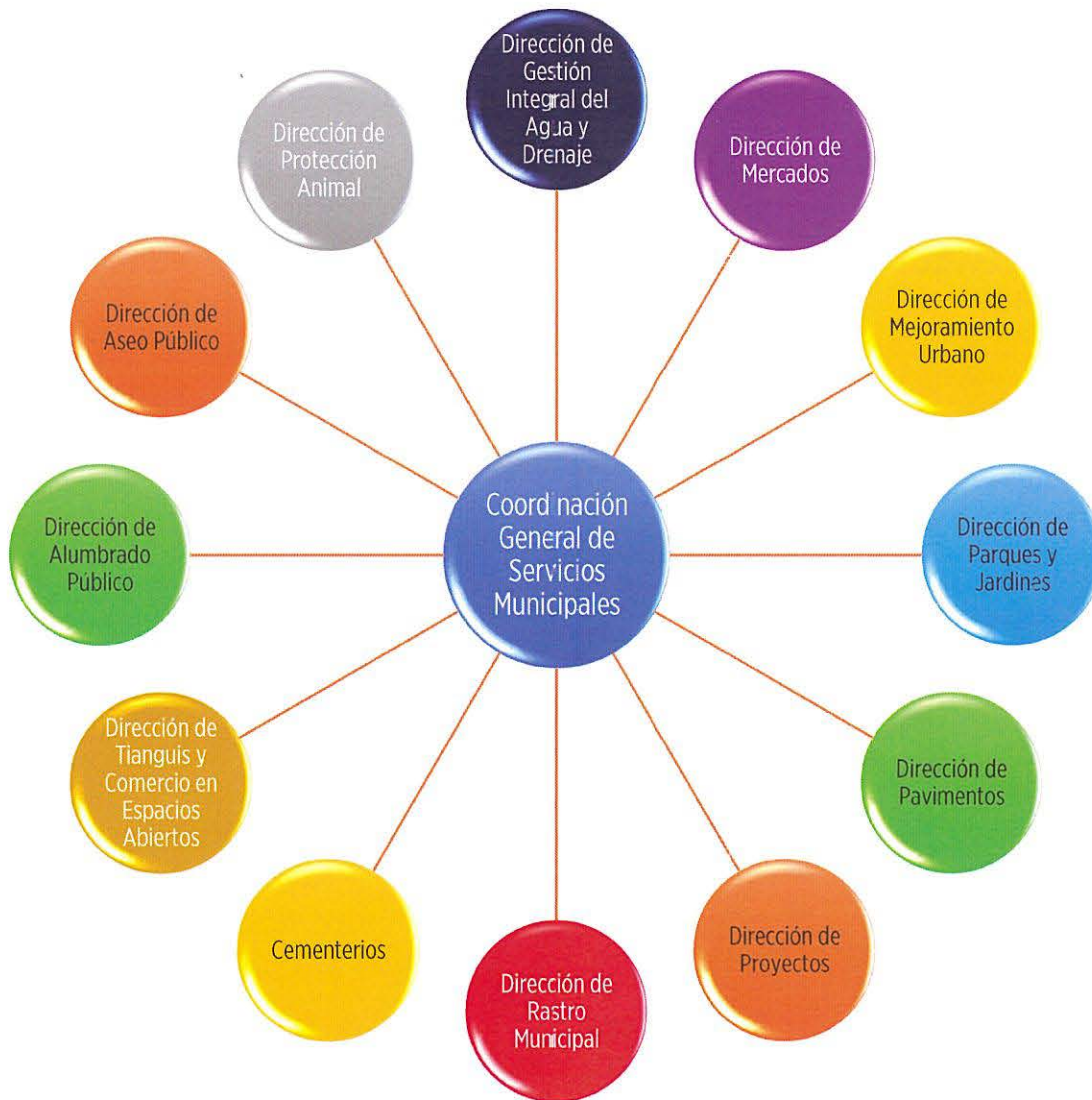 Dirección de
Gestión
Integral del
Agua y
Drenaje
Dirección de
Mercados
Dirección de
Mejoramiento
Urbano
Dirección de
Parques y
Jardines
Dirección de
Pavimentos
Dirección de
Proyectos
Dirección de
Rastro
Municipal
Cementerios
Dirección de
Tianguis y
Comercio en
Espacios
Abiertos
Dirección de
Alumbrado
Público
Dirección de
Aseo Público
Dirección de
Protección
Animal
Coordinación
General de
Servicios
Municipales